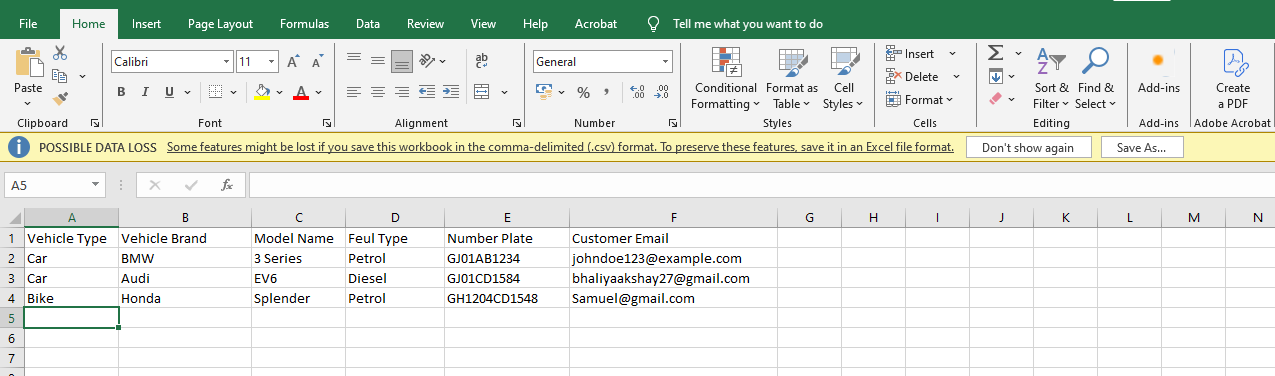 File Home Insert Page Layout Formulas Data Review View Help Acrobat Tell me what you want to do
Calibri 11 A A ab General Insert Σ
Paste Conditional Format as Cell Delete Sort & Find & Add-ins Create
B I U A % , .00 .0 Formatting Table Styles Format Filter Select a PDF
Clipboard Font Alignment Number Styles Cells Editing Add-ins Adobe Acrobat
POSSIBLE DATA LOSS Some features might be lost if you save this workbook in the comma-delimited (.csv) format. To preserve these features, save it in an Excel file format. Don't show again Save As...
A5 fx
A B C D E F G H I J K L M N
1 Vehicle Type Vehicle Brand Model Name Feul Type Number Plate Customer Email
2 Car BMW 3 Series Petrol GJ01AB1234 johndoe123@example.com
3 Car Audi EV6 Diesel GJ01CD1584 bhaliyaakshay27@gmail.com
4 Bike Honda Splender Petrol GH1204CD1548 Samuel@gmail.com
5
6
7